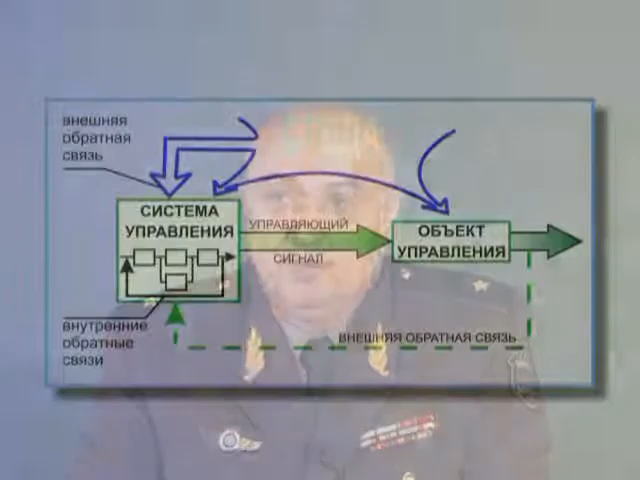 внешняя
обратная
связь
СИСТЕМА
УПРАВЛЕНИЯ
УПРАВЛЯЮЩИЙ
СИГНАЛ
ОБЪЕКТ
УПРАВЛЕНИЯ
внутренние
обратные
связи
ВНЕШНЯЯ ОБРАТНАЯ СВЯЗЬ